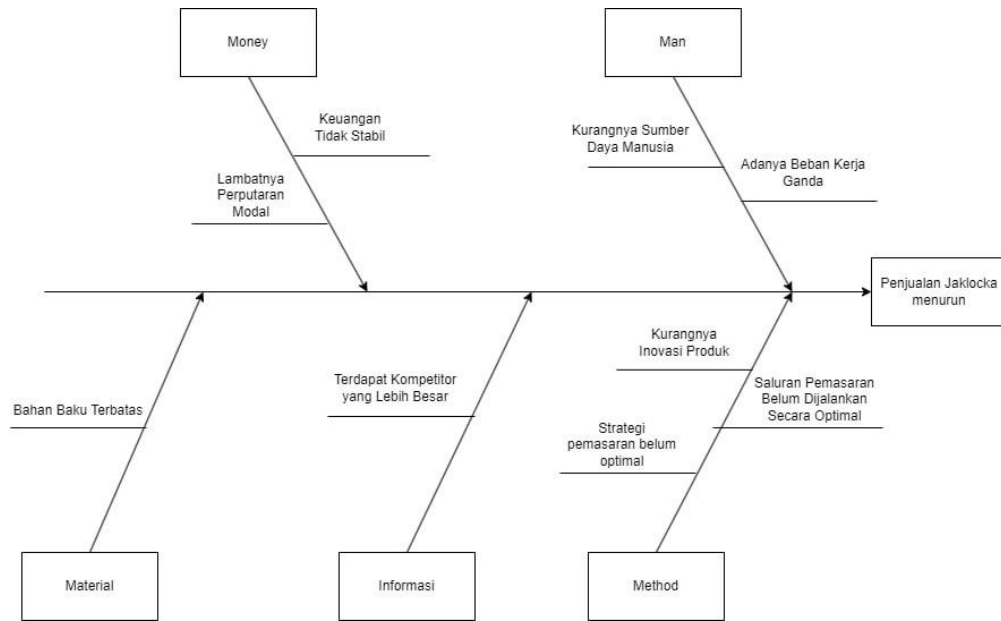 Money
Man
Keuangan
Tidak Stabil
Kurangnya Sumber
Daya Manusia
Adanya Beban Kerja
Ganda
Lambatnya
Perputaran
Modal
Penjualan Jaklocka
menurun
Kurangnya
Inovasi Produk
Terdapat Kompetitor
yang Lebih Besar
Saluran Pemasaran
Belum Dijalankan
Secara Optimal
Bahan Baku Terbatas
Strategi
pemasaran belum
optimal
Material
Informasi
Method